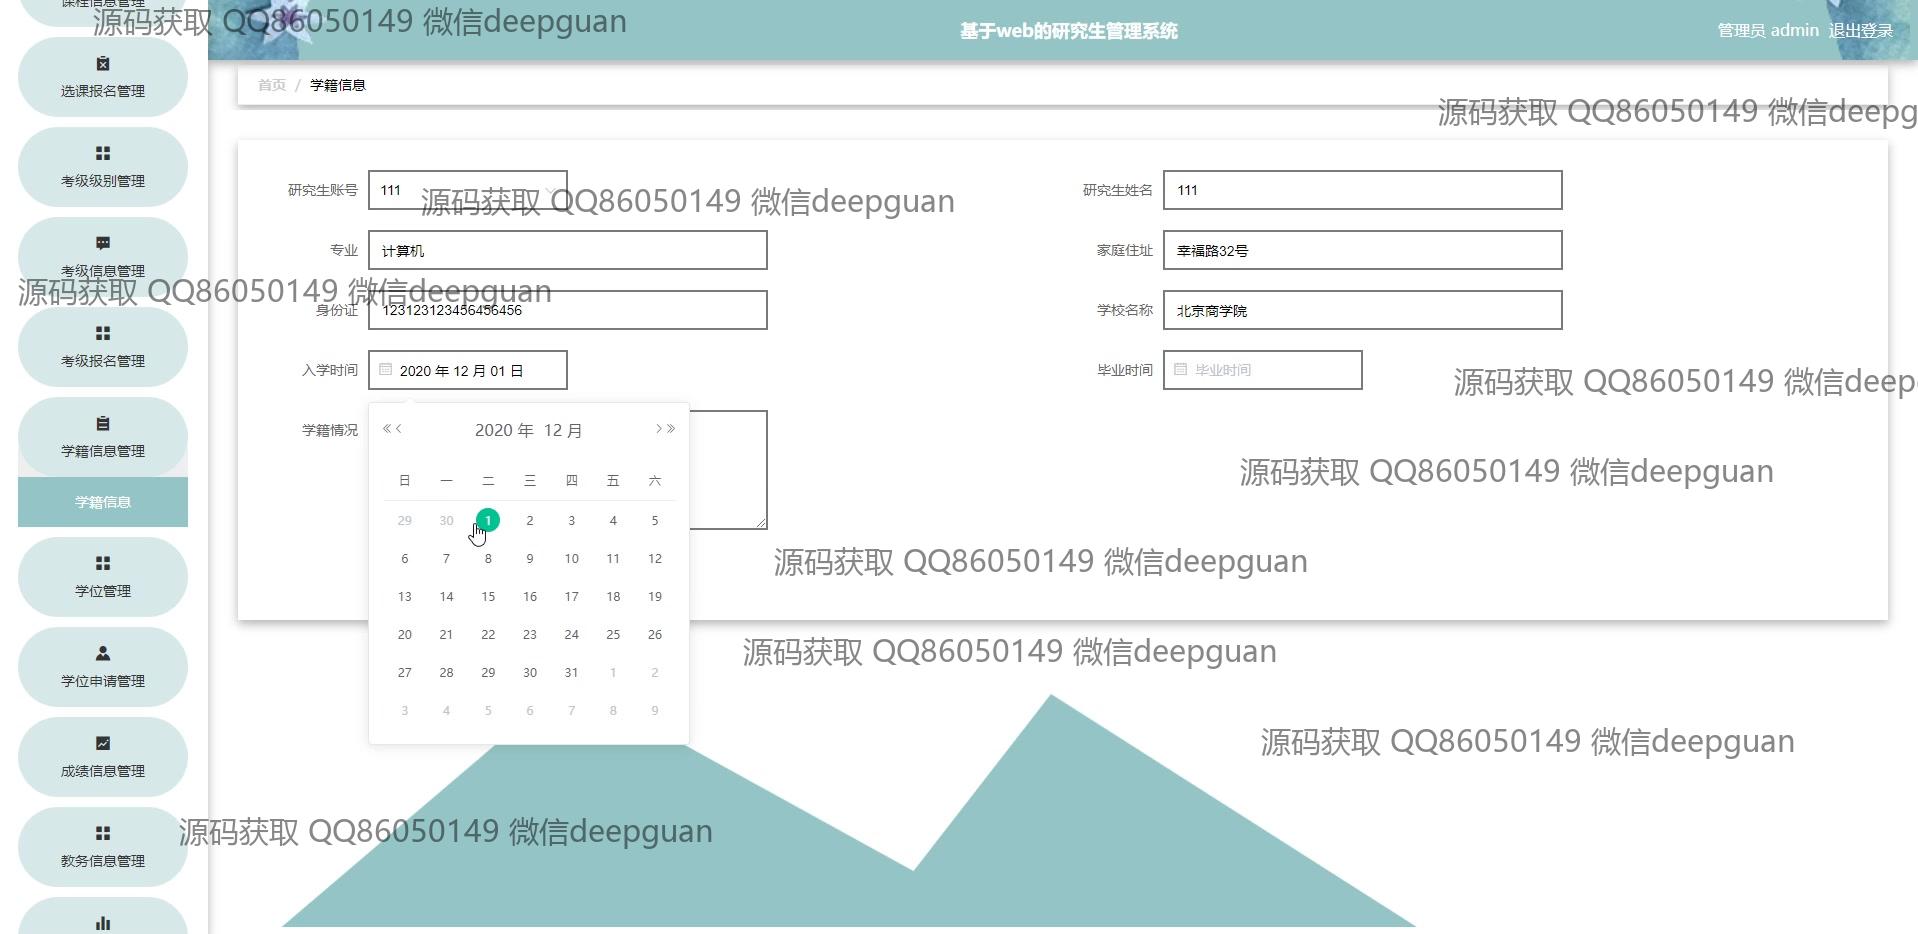 课程信息管理
源码获取 QQ86050149 微信deepguan
基于web的研究生管理系统
管理员 admin 退出登录
首页 / 学籍信息
选课报名管理
源码获取 QQ86050149 微信deepg
考级级别管理
研究生账号 111
研究生姓名 111
源码获取 QQ86050149 微信deepguan
专业 计算机
家庭住址 幸福路32号
考级信息管理
源码获取 QQ86050149 微信deepguan
身份证 123123123456456456
学校名称 北京商学院
考级报名管理
入学时间 2020 年 12 月 01 日
毕业时间 毕业时间
源码获取 QQ86050149 微信deep
学籍情况
2020 年 12 月
学籍信息管理
源码获取 QQ86050149 微信deepguan
日 一 二 三 四 五 六
学籍信息
29 30 1 2 3 4 5
6 7 8 9 10 11 12
源码获取 QQ86050149 微信deepguan
学位管理
13 14 15 16 17 18 19
20 21 22 23 24 25 26
源码获取 QQ86050149 微信deepguan
27 28 29 30 31 1 2
学位申请管理
3 4 5 6 7 8 9
源码获取 QQ86050149 微信deepguan
成绩信息管理
源码获取 QQ86050149 微信deepguan
教务信息管理